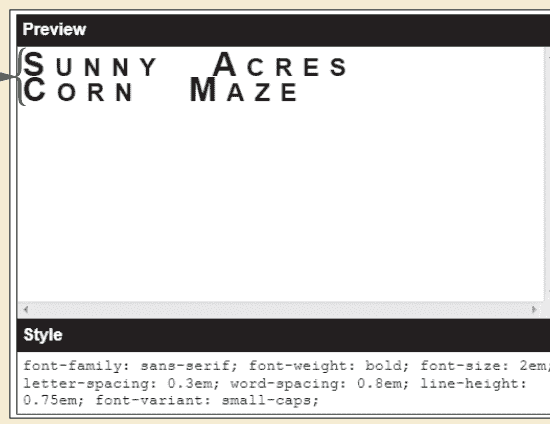 Preview
SUNNY ACRES
CORN MAZE
Style
font-family: sans-serif; font-weight: bold; font-size: 2em;
letter-spacing: 0.3em; word-spacing: 0.8em; line-height:
0.75em; font-variant: small-caps;